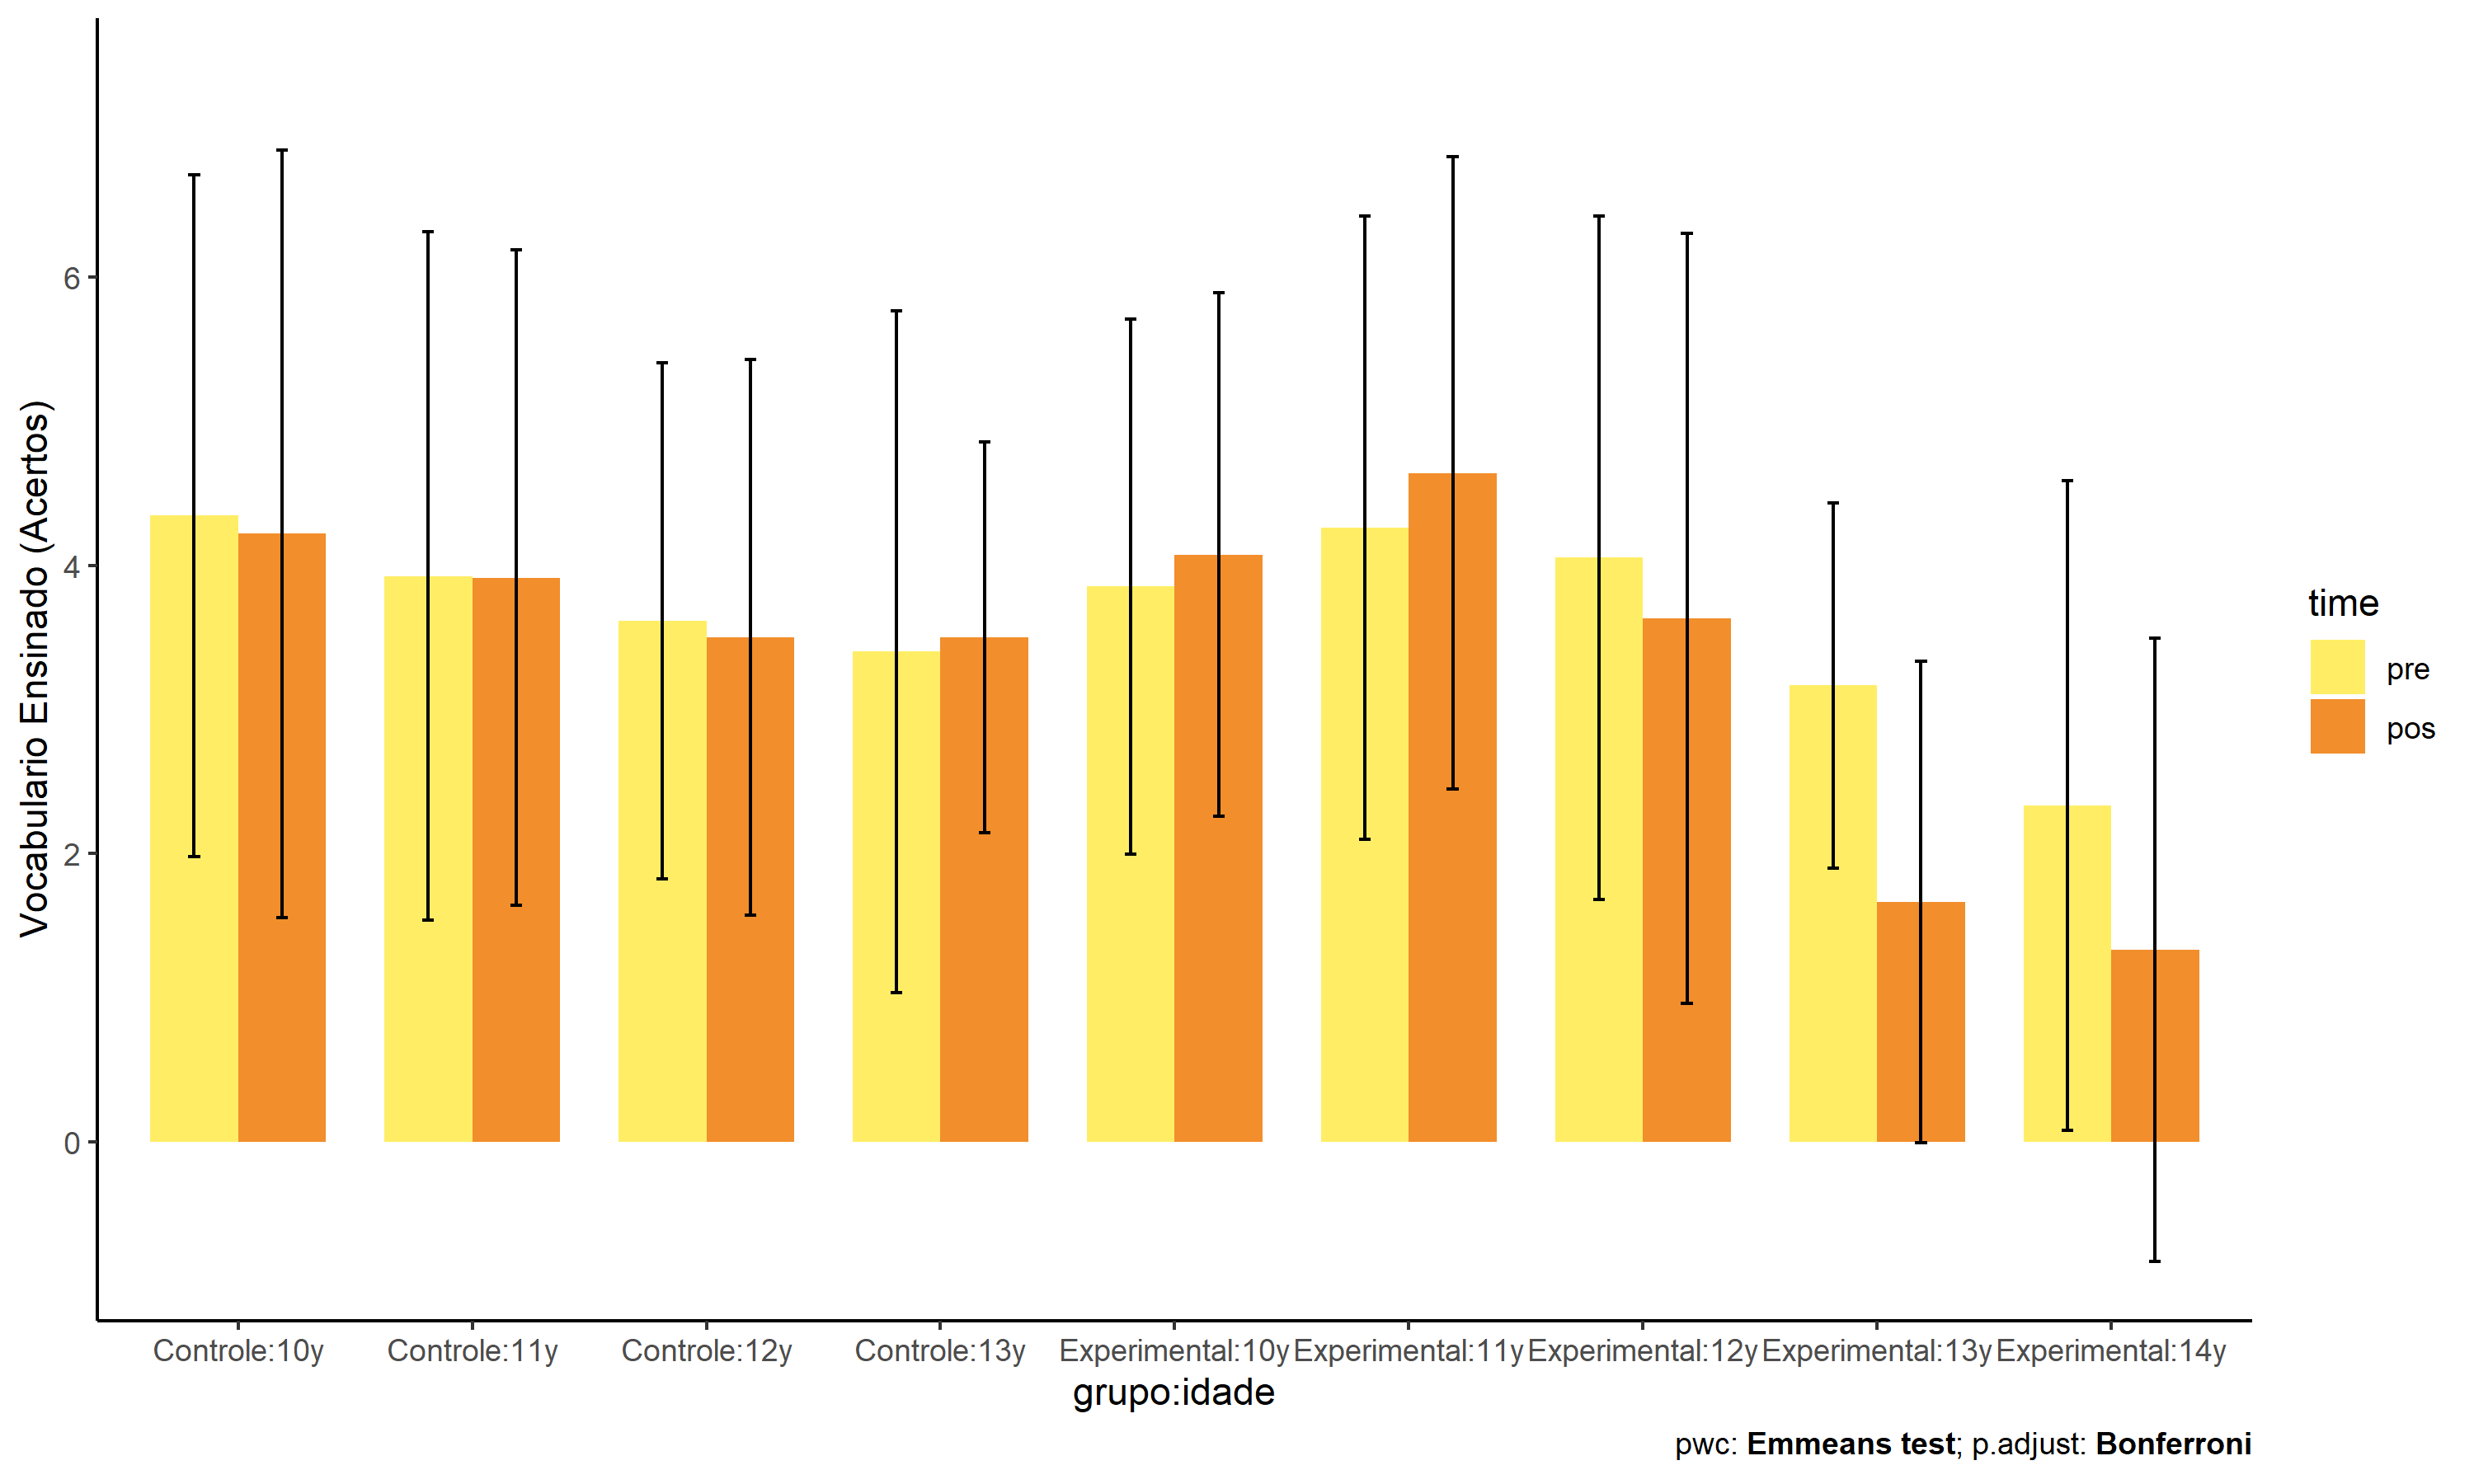 Vocabulario Ensinado (Acertos)
6
4
2
0
Controle:10y Controle:11y Controle:12y Controle:13y Experimental:10y Experimental:11y Experimental:12y Experimental:13y Experimental:14y
grupo:idade
time
pre
pos
pwc: Emmeans test; p.adjust: Bonferroni